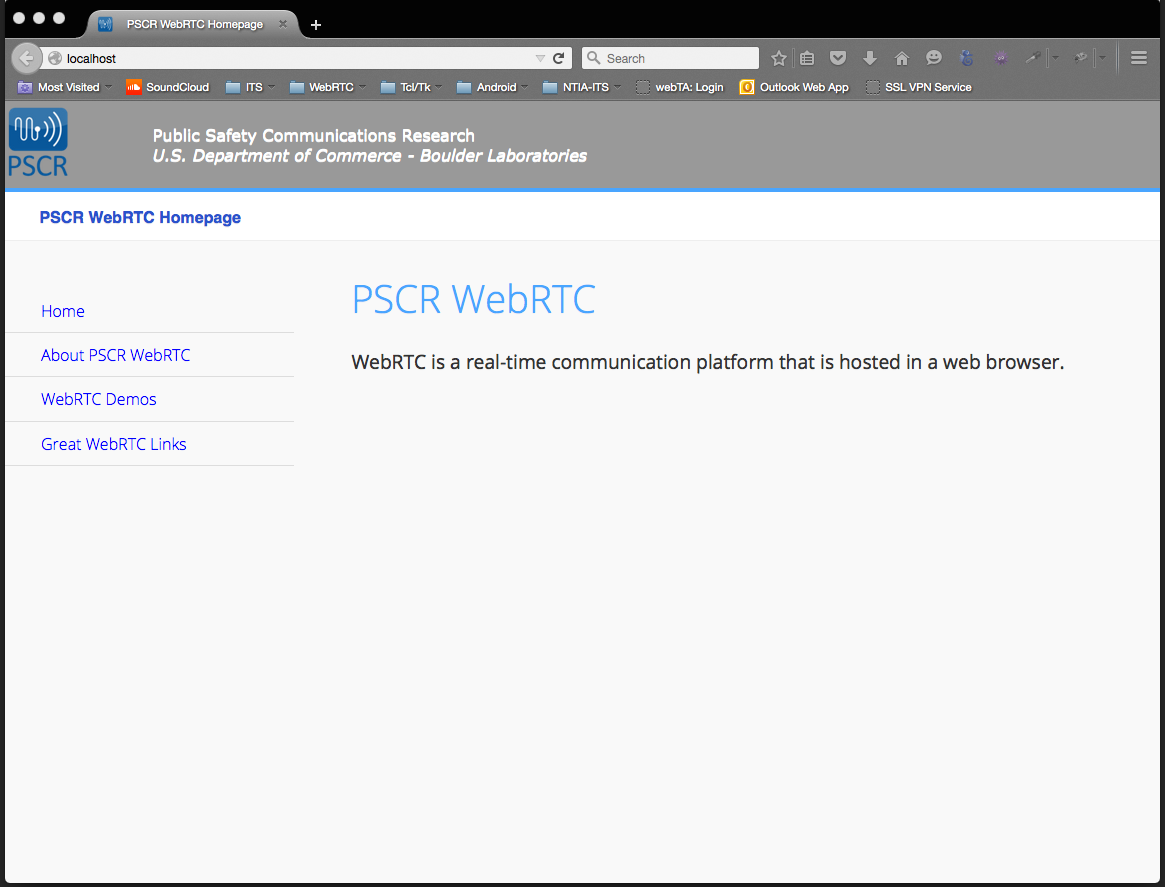 PSCR WebRTC Homepage
localhost
Search
Most Visited SoundCloud ITS WebRTC Tcl/Tk Android NTIA-ITS webTA: Login Outlook Web App SSL VPN Service
PSCR
Public Safety Communications Research
U.S. Department of Commerce - Boulder Laboratories
PSCR WebRTC Homepage
Home
About PSCR WebRTC
WebRTC Demos
Great WebRTC Links
PSCR WebRTC
WebRTC is a real-time communication platform that is hosted in a web browser.